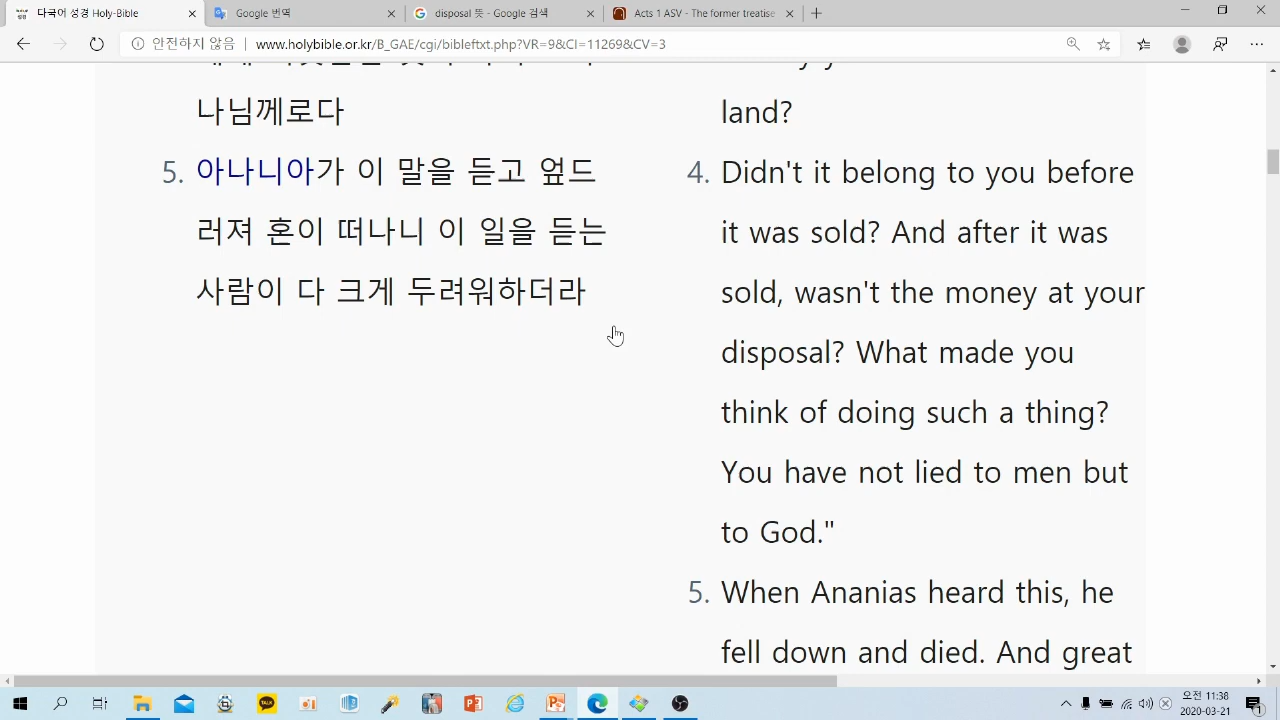 다국어 성경 Holy-Bible
Google 번역
disposal 뜻 - Google 검색
Acts 1 ASV - The former treatise
안전하지 않음
www.holybible.or.kr/B_GAE/cgi/bibleftxt.php?VR=9&CI=11269&CV=3
나님께로다
5. 아나니아가 이 말을 듣고 엎드
러져 혼이 떠나니 이 일을 듣는
사람이 다 크게 두려워하더라
land?
4. Didn't it belong to you before
it was sold? And after it was
sold, wasn't the money at your
disposal? What made you
think of doing such a thing?
You have not lied to men but
to God."
5. When Ananias heard this, he
fell down and died. And great
오전 11:38
2020-03-21